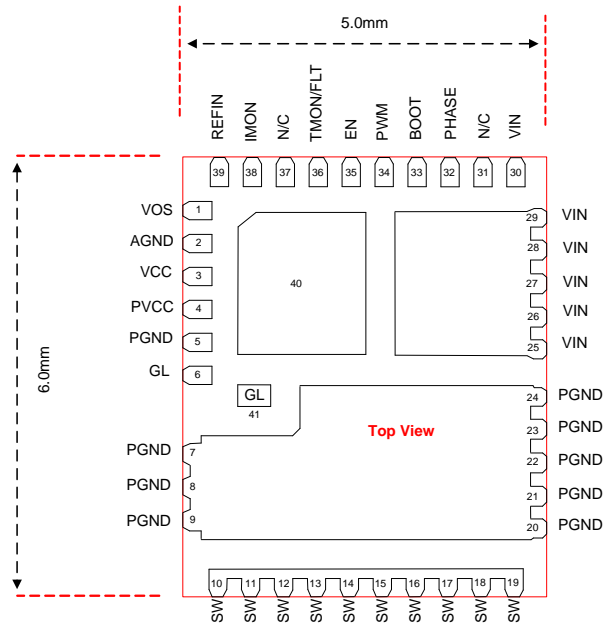 5.0mm
REFIN
IMON
N/C
TMON/FLT
EN
PWM
BOOT
PHASE
N/C
VIN
39 38 37 36 35 34 33 32 31 30
VOS 1
AGND 2
VCC 3
PVCC 4
PGND 5
GL 6
29 VIN
28 VIN
27 VIN
26 VIN
25 VIN
40
6.0mm
GL
41
Top View
24 PGND
23 PGND
22 PGND
21 PGND
20 PGND
PGND 7
PGND 8
PGND 9
10 11 12 13 14 15 16 17 18 19
SW SW SW SW SW SW SW SW SW SW